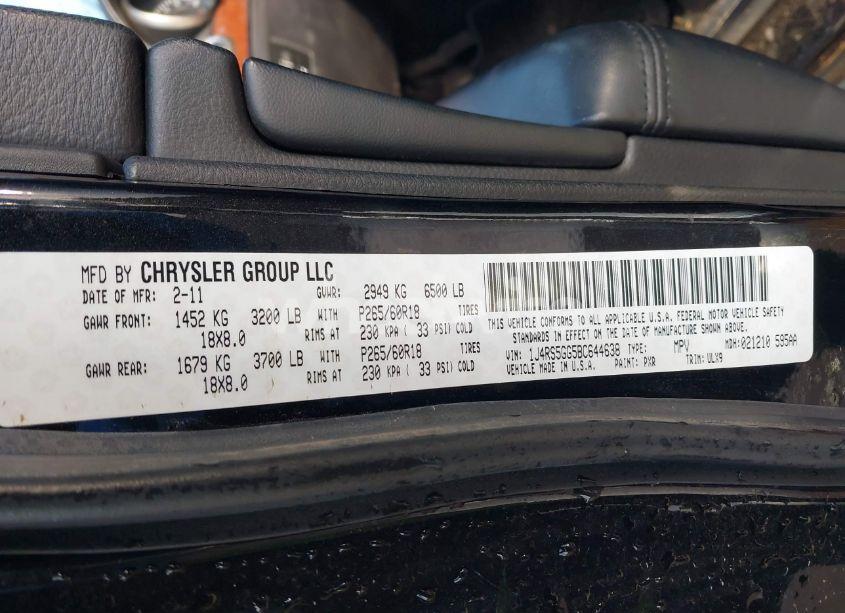 MFD BY CHRYSLER GROUP LLC
DATE OF MFR: 2-11 GVWR: 2949 KG 6500 LB
GAWR FRONT: 1452 KG 3200 LB WITH P265/60R18 TIRES
18X8.0 RIMS AT 230 KPA ( 33 PSI) COLD
GAWR REAR: 1679 KG 3700 LB WITH P265/60R18 TIRES
18X8.0 RIMS AT 230 KPA ( 33 PSI) COLD
THIS VEHICLE CONFORMS TO ALL APPLICABLE U.S.A. FEDERAL MOTOR VEHICLE SAFETY
STANDARDS IN EFFECT ON THE DATE OF MANUFACTURE SHOWN ABOVE.
VIN: 1J4RS5GG5BC644638 TYPE: MPV MDH: 021210 595AA
VEHICLE MADE IN U.S.A. PAINT: PXR TRIM: ULX9